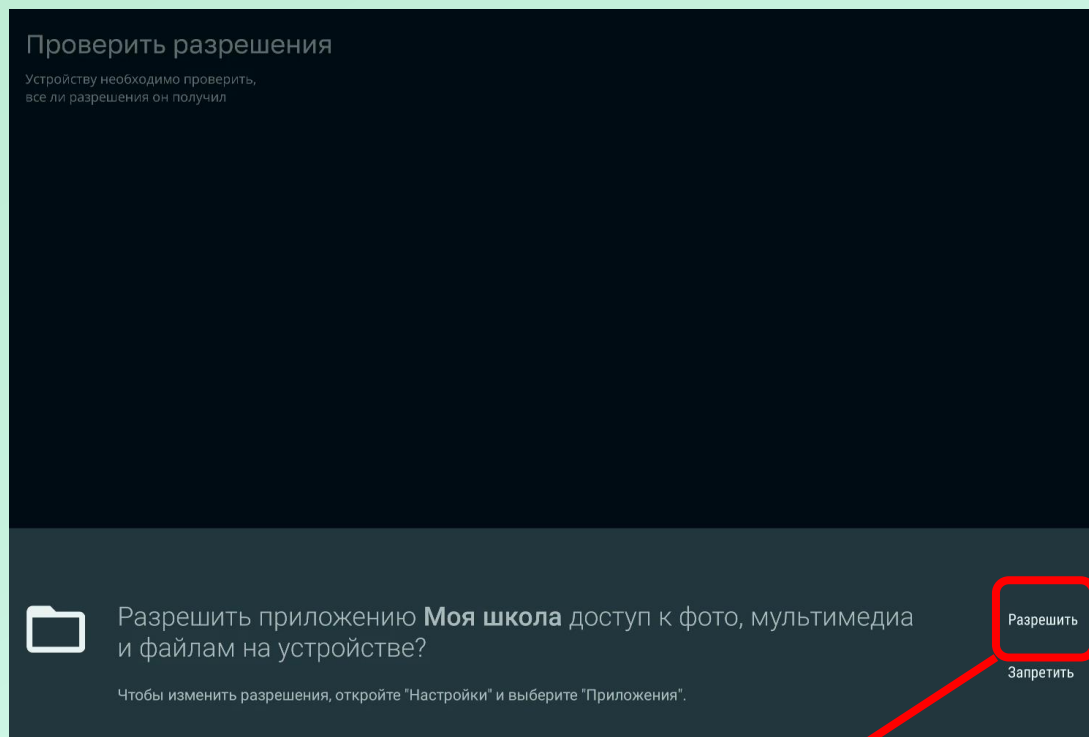 Проверить разрешения
Устройству необходимо проверить,
все ли разрешения он получил
Разрешить приложению Моя школа доступ к фото, мультимедиа
и файлам на устройстве?
Чтобы изменить разрешения, откройте "Настройки" и выберите "Приложения".
Разрешить
Запретить